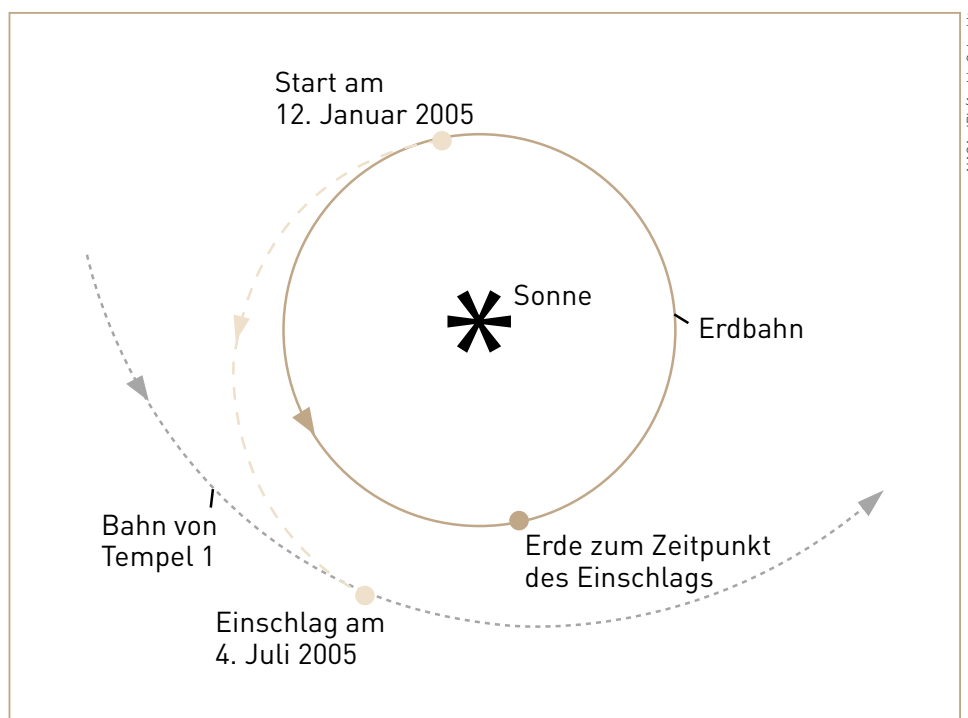 Start am
12. Januar 2005
Sonne
Erdbahn
Bahn von
Tempel 1
Erde zum Zeitpunkt
des Einschlags
Einschlag am
4. Juli 2005